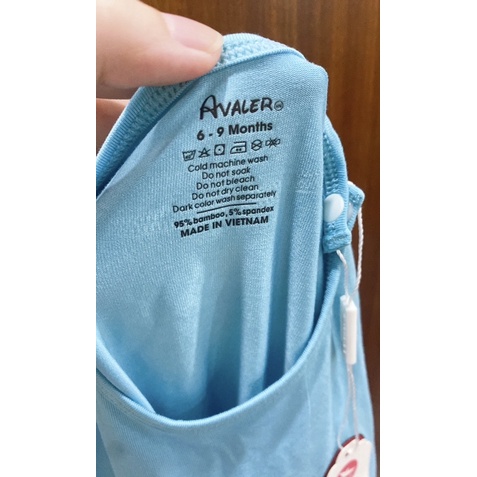 AVALER
6 - 9 Months
Cold machine wash
Do not soak
Do not bleach
Do not dry clean
Dark color wash separately
95% bamboo, 5% spandex
MADE IN VIETNAM